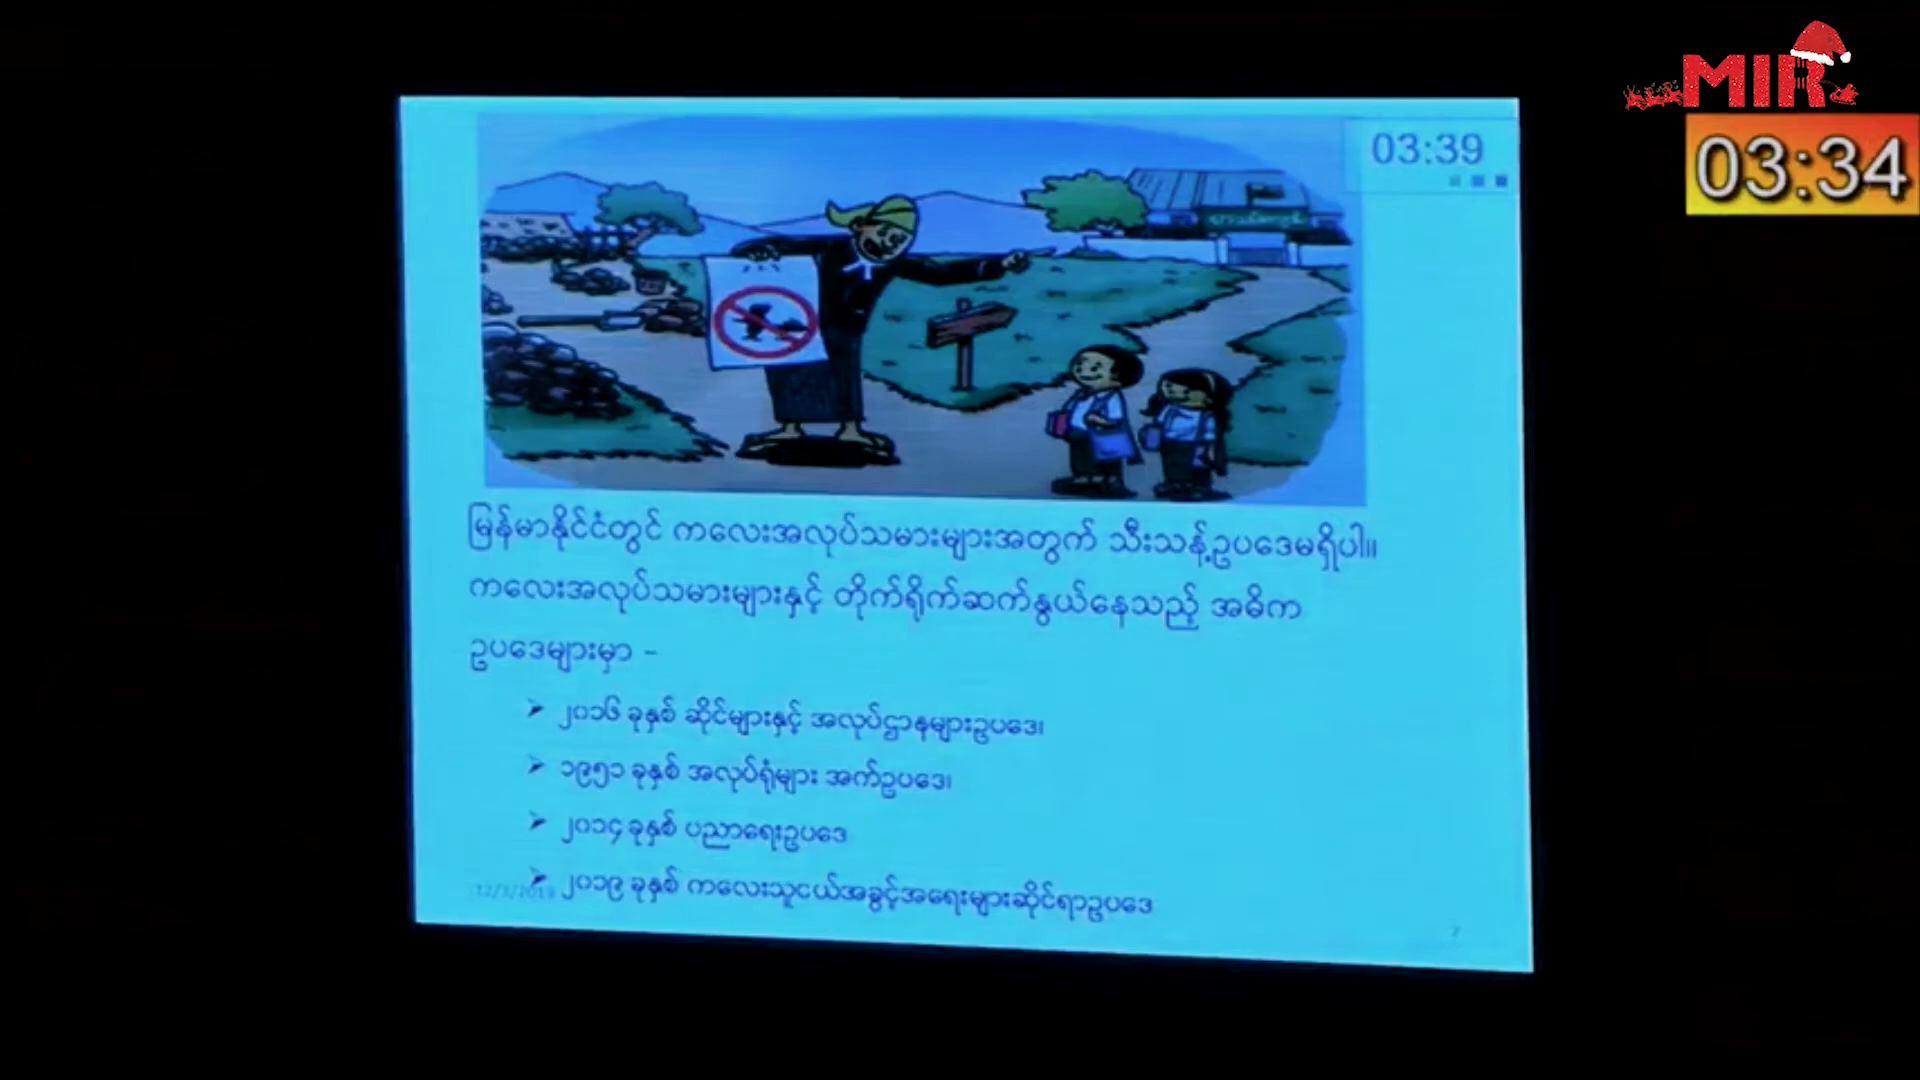 MIR
03:39
03:34
မြန်မာနိုင်ငံတွင် ကလေးအလုပ်သမားများအတွက် သီးသန့်ဥပဒေမရှိပါ။
ကလေးအလုပ်သမားများနှင့် တိုက်ရိုက်ဆက်နွယ်နေသည့် အဓိက
ဥပဒေများမှာ -
➤ ၂၀၁၆ ခုနှစ် ဆိုင်များနှင့် အလုပ်ဌာနများဥပဒေ၊
➤ ၁၉၅၁ ခုနှစ် အလုပ်ရုံများ အက်ဥပဒေ၊
➤ ၂၀၁၄ ခုနှစ် ပညာရေးဥပဒေ
➤ ၂၀၁၉ ခုနှစ် ကလေးသူငယ်အခွင့်အရေးများဆိုင်ရာဥပဒေ
7